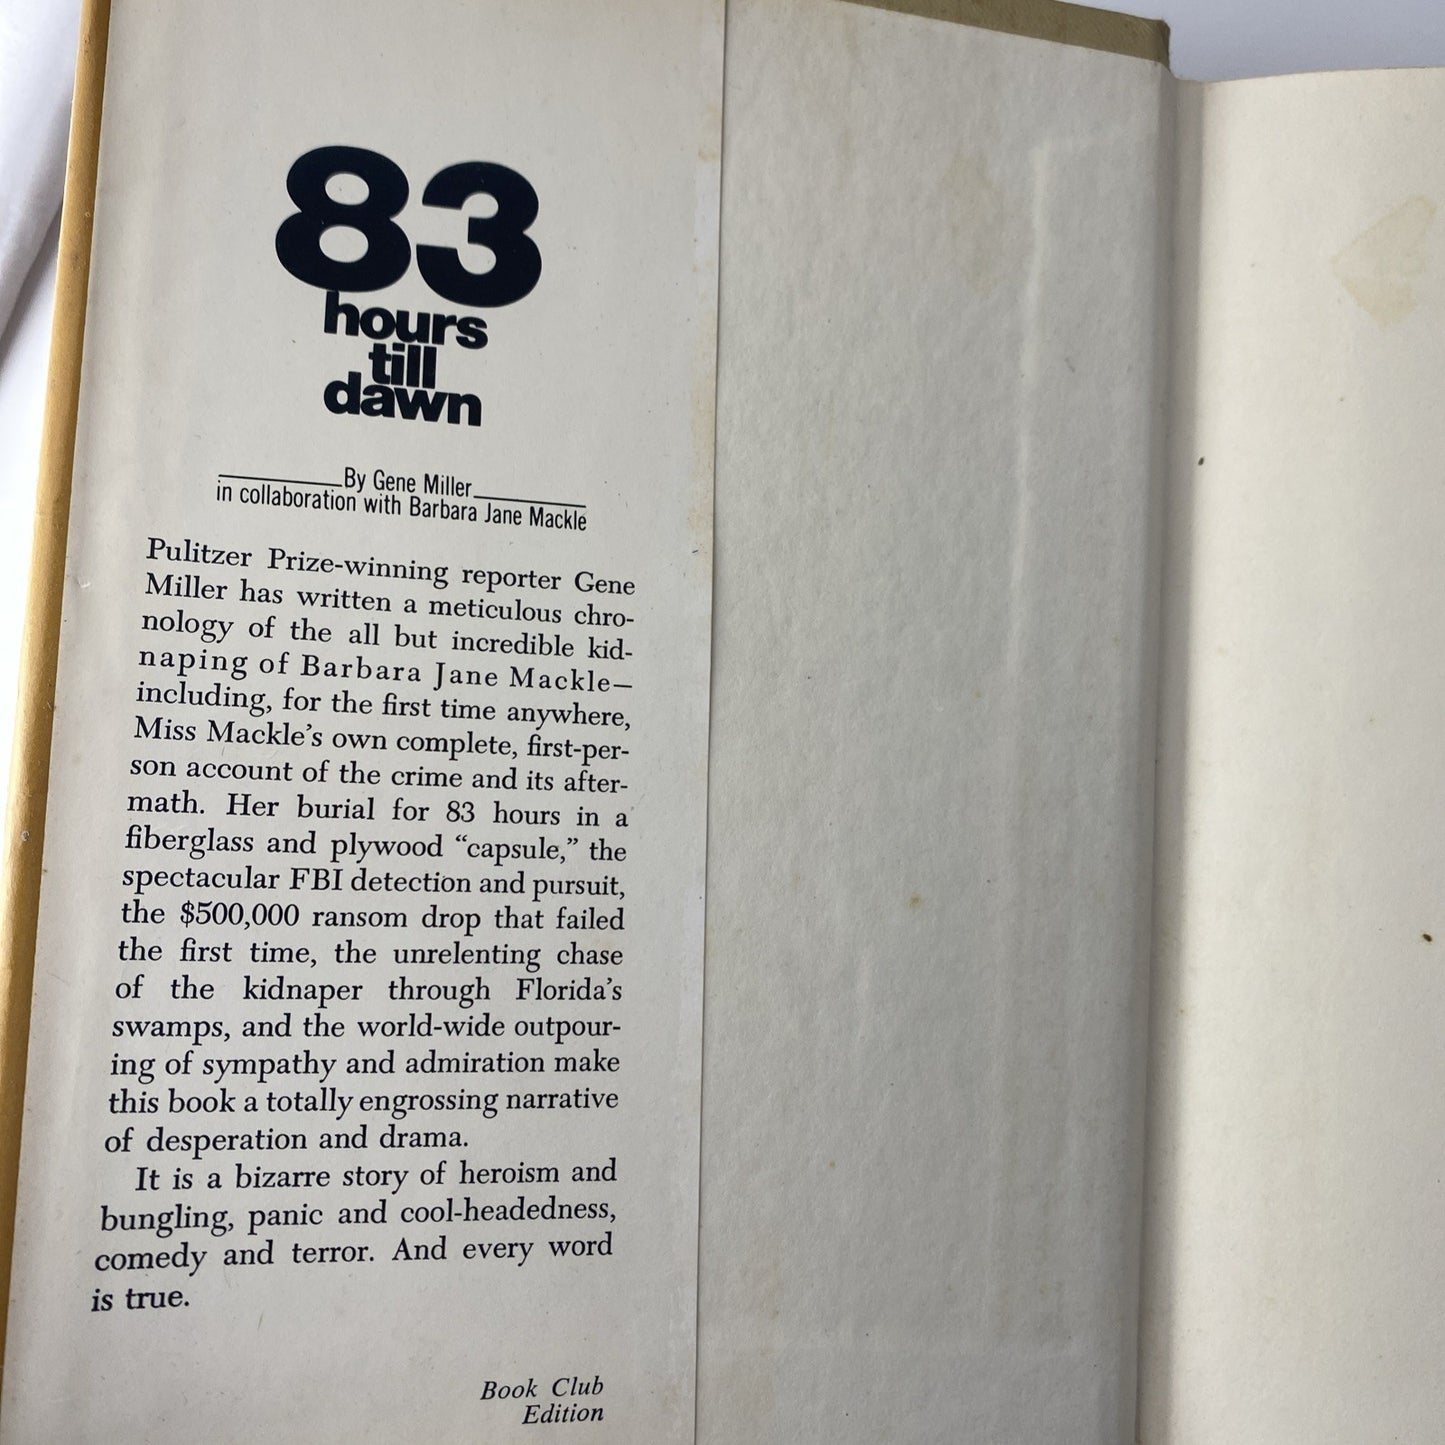 83
hours
till
dawn
By Gene Miller
in collaboration with Barbara Jane Mackle
Pulitzer Prize-winning reporter Gene
Miller has written a meticulous chro-
nology of the all but incredible kid-
naping of Barbara Jane Mackle—
including, for the first time anywhere,
Miss Mackle's own complete, first-per-
son account of the crime and its after-
math. Her burial for 83 hours in a
fiberglass and plywood “capsule,” the
spectacular FBI detection and pursuit,
the $500,000 ransom drop that failed
the first time, the unrelenting chase
of the kidnaper through Florida's
swamps, and the world-wide outpour-
ing of sympathy and admiration make
this book a totally engrossing narrative
of desperation and drama.
It is a bizarre story of heroism and
bungling, panic and cool-headedness,
comedy and terror. And every word
is true.
Book Club
Edition